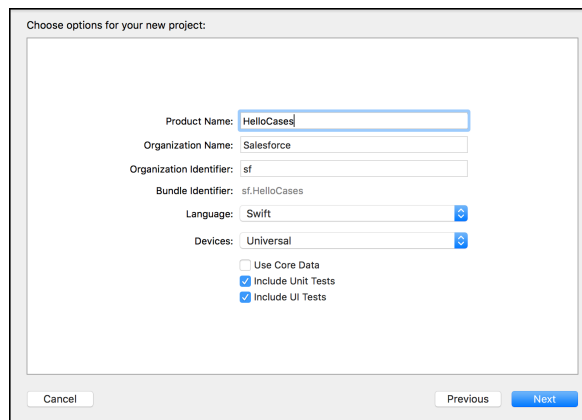 Choose options for your new project:
Product Name: HelloCases
Organization Name: Salesforce
Organization Identifier: sf
Bundle Identifier: sf.HelloCases
Language: Swift
Devices: Universal
Use Core Data
Include Unit Tests
Include UI Tests
Cancel Previous Next